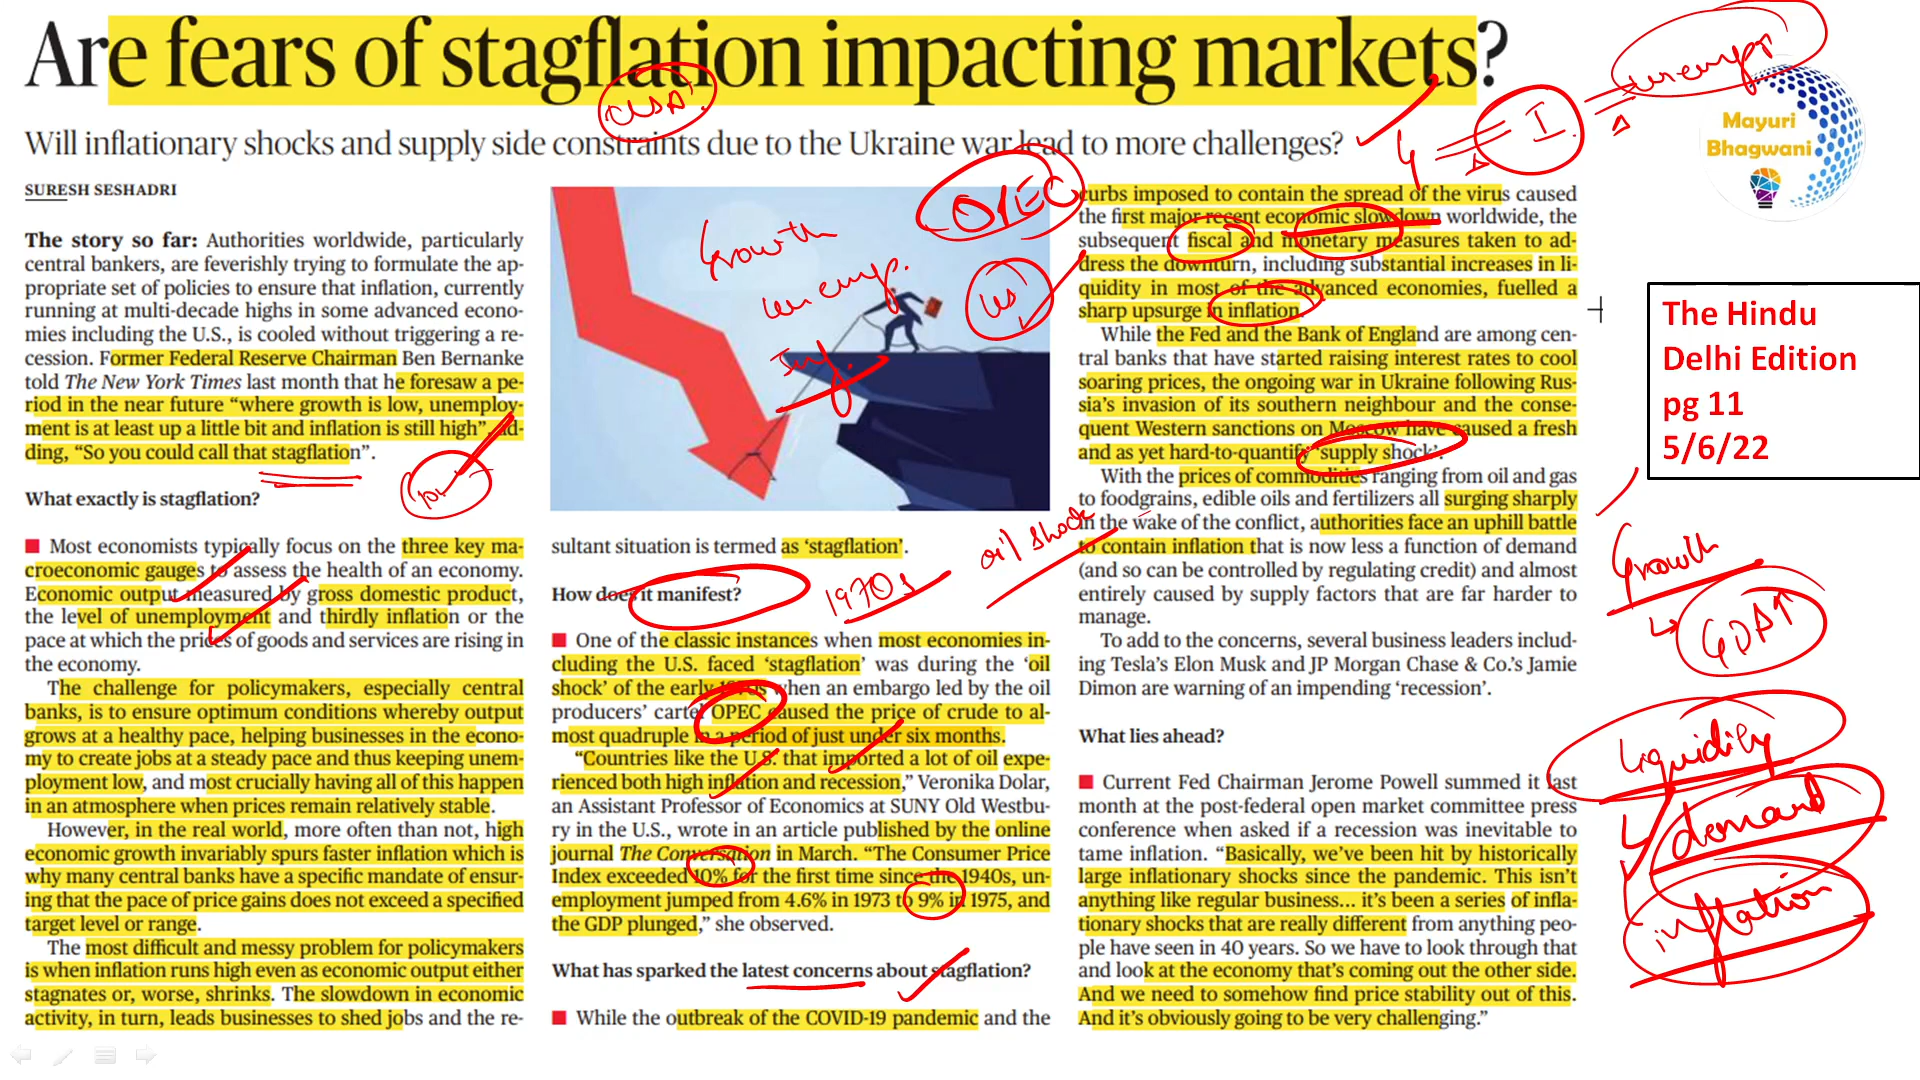 Are fears of stagflation impacting markets?
Will inflationary shocks and supply side constraints due to the Ukraine war lead to more challenges?
SURESH SESHADRI
The story so far: Authorities worldwide, particularly
central bankers, are feverishly trying to formulate the ap-
propriate set of policies to ensure that inflation, currently
running at multi-decade highs in some advanced econo-
mies including the U.S., is cooled without triggering a re-
cession. Former Federal Reserve Chairman Ben Bernanke
told The New York Times last month that he foresaw a pe-
riod in the near future “where growth is low, unemploy-
ment is at least up a little bit and inflation is still high”, ad-
ding, “So you could call that stagflation”.
What exactly is stagflation?
Most economists typically focus on the three key ma-
croeconomic gauges to assess the health of an economy.
Economic output measured by gross domestic product,
the level of unemployment and thirdly inflation or the
pace at which the prices of goods and services are rising in
the economy.
The challenge for policymakers, especially central
banks, is to ensure optimum conditions whereby output
grows at a healthy pace, helping businesses in the econo-
my to create jobs at a steady pace and thus keeping unem-
ployment low, and most crucially having all of this happen
in an atmosphere when prices remain relatively stable.
However, in the real world, more often than not, high
economic growth invariably spurs faster inflation which is
why many central banks have a specific mandate of ensur-
ing that the pace of price gains does not exceed a specified
target level or range.
The most difficult and messy problem for policymakers
is when inflation runs high even as economic output either
stagnates or, worse, shrinks. The slowdown in economic
activity, in turn, leads businesses to shed jobs and the re-
Growth
unemp.
Inf.
OPEC
US
sultant situation is termed as ‘stagflation’.
1970s
oil shock
How does it manifest?
One of the classic instances when most economies in-
cluding the U.S. faced ‘stagflation’ was during the ‘oil
shock’ of the early 1970s when an embargo led by the oil
producers’ cartel OPEC caused the price of crude to al-
most quadruple in a period of just under six months.
“Countries like the U.S. that imported a lot of oil expe-
rienced both high inflation and recession,” Veronika Dolar,
an Assistant Professor of Economics at SUNY Old Westbu-
ry in the U.S., wrote in an article published by the online
journal The Conversation in March. “The Consumer Price
Index exceeded 10% for the first time since the 1940s, un-
employment jumped from 4.6% in 1973 to 9% in 1975, and
the GDP plunged,” she observed.
What has sparked the latest concerns about stagflation?
While the outbreak of the COVID-19 pandemic and the
curbs imposed to contain the spread of the virus caused
the first major recent economic slowdown worldwide, the
subsequent fiscal and monetary measures taken to ad-
dress the downturn, including substantial increases in li-
quidity in most of the advanced economies, fuelled a
sharp upsurge in inflation.
While the Fed and the Bank of England are among cen-
tral banks that have started raising interest rates to cool
soaring prices, the ongoing war in Ukraine following Rus-
sia’s invasion of its southern neighbour and the conse-
quent Western sanctions on Moscow have caused a fresh
and as yet hard-to-quantify ‘supply shock’.
With the prices of commodities ranging from oil and gas
to foodgrains, edible oils and fertilizers all surging sharply
in the wake of the conflict, authorities face an uphill battle
to contain inflation that is now less a function of demand
(and so can be controlled by regulating credit) and almost
entirely caused by supply factors that are far harder to
manage.
To add to the concerns, several business leaders includ-
ing Tesla’s Elon Musk and JP Morgan Chase & Co.’s Jamie
Dimon are warning of an impending ‘recession’.
What lies ahead?
Current Fed Chairman Jerome Powell summed it last
month at the post-federal open market committee press
conference when asked if a recession was inevitable to
tame inflation. “Basically, we’ve been hit by historically
large inflationary shocks since the pandemic. This isn’t
anything like regular business... it’s been a series of infla-
tionary shocks that are really different from anything peo-
ple have seen in 40 years. So we have to look through that
and look at the economy that’s coming out the other side.
And we need to somehow find price stability out of this.
And it’s obviously going to be very challenging.”
I
unemp
Mayuri
Bhagwani
The Hindu
Delhi Edition
pg 11
5/6/22
Growth
Liquidity
demand
inflation